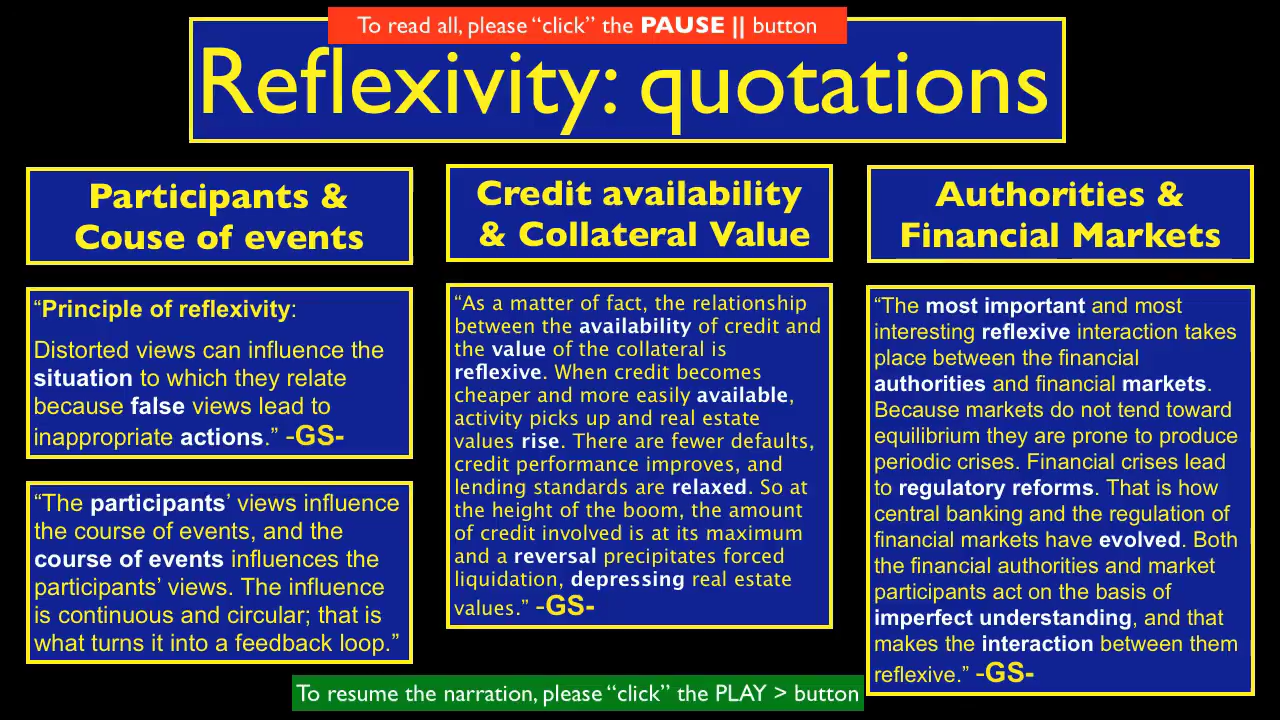 To read all, please “click” the PAUSE || button
Reflexivity: quotations
Participants &
Couse of events
“Principle of reflexivity:
Distorted views can influence the
situation to which they relate
because false views lead to
inappropriate actions.” -GS-
“The participants’ views influence
the course of events, and the
course of events influences the
participants’ views. The influence
is continuous and circular; that is
what turns it into a feedback loop.”
Credit availability
& Collateral Value
“As a matter of fact, the relationship
between the availability of credit and
the value of the collateral is
reflexive. When credit becomes
cheaper and more easily available,
activity picks up and real estate
values rise. There are fewer defaults,
credit performance improves, and
lending standards are relaxed. So at
the height of the boom, the amount
of credit involved is at its maximum
and a reversal precipitates forced
liquidation, depressing real estate
values.” -GS-
Authorities &
Financial Markets
“The most important and most
interesting reflexive interaction takes
place between the financial
authorities and financial markets.
Because markets do not tend toward
equilibrium they are prone to produce
periodic crises. Financial crises lead
to regulatory reforms. That is how
central banking and the regulation of
financial markets have evolved. Both
the financial authorities and market
participants act on the basis of
imperfect understanding, and that
makes the interaction between them
reflexive.” -GS-
To resume the narration, please “click” the PLAY > button